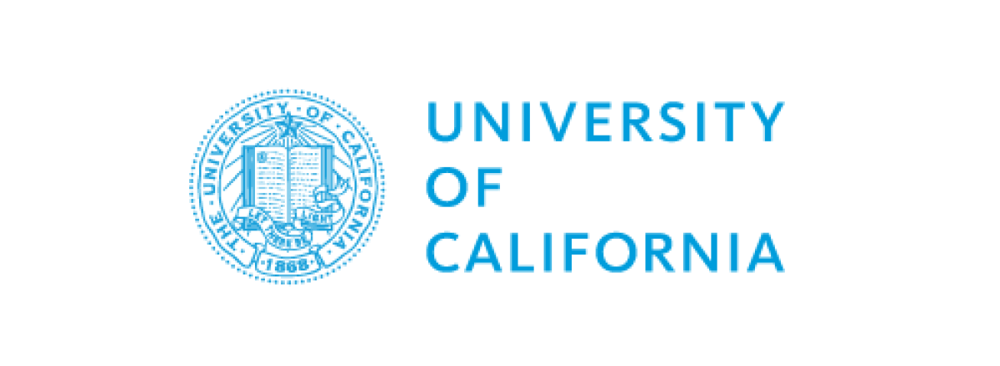 THE · UNIVERSITY · OF · CALIFORNIA ·
LET THERE BE LIGHT
· 1868 ·
UNIVERSITY
OF
CALIFORNIA